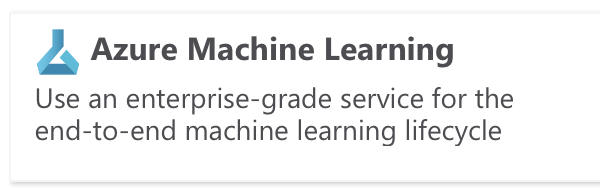 Azure Machine Learning
Use an enterprise-grade service for the
end-to-end machine learning lifecycle